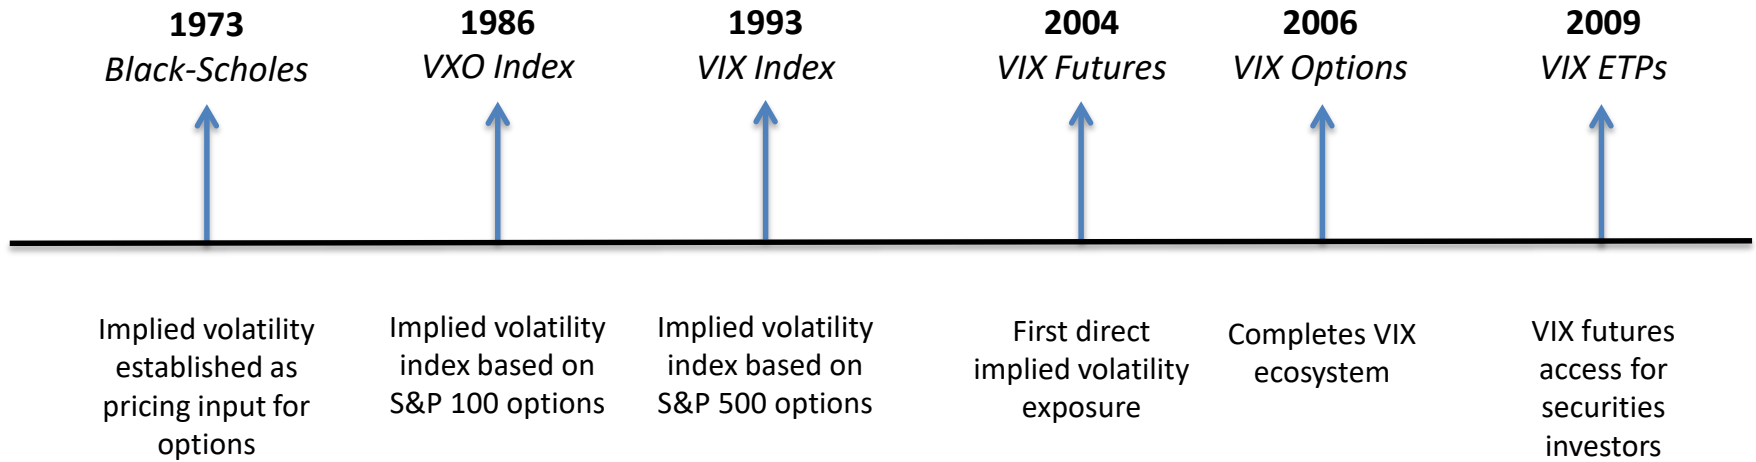 1973
Black-Scholes
1986
VXO Index
1993
VIX Index
2004
VIX Futures
2006
VIX Options
2009
VIX ETPs
Implied volatility
established as
pricing input for
options
Implied volatility
index based on
S&P 100 options
Implied volatility
index based on
S&P 500 options
First direct
implied volatility
exposure
Completes VIX
ecosystem
VIX futures
access for
securities
investors